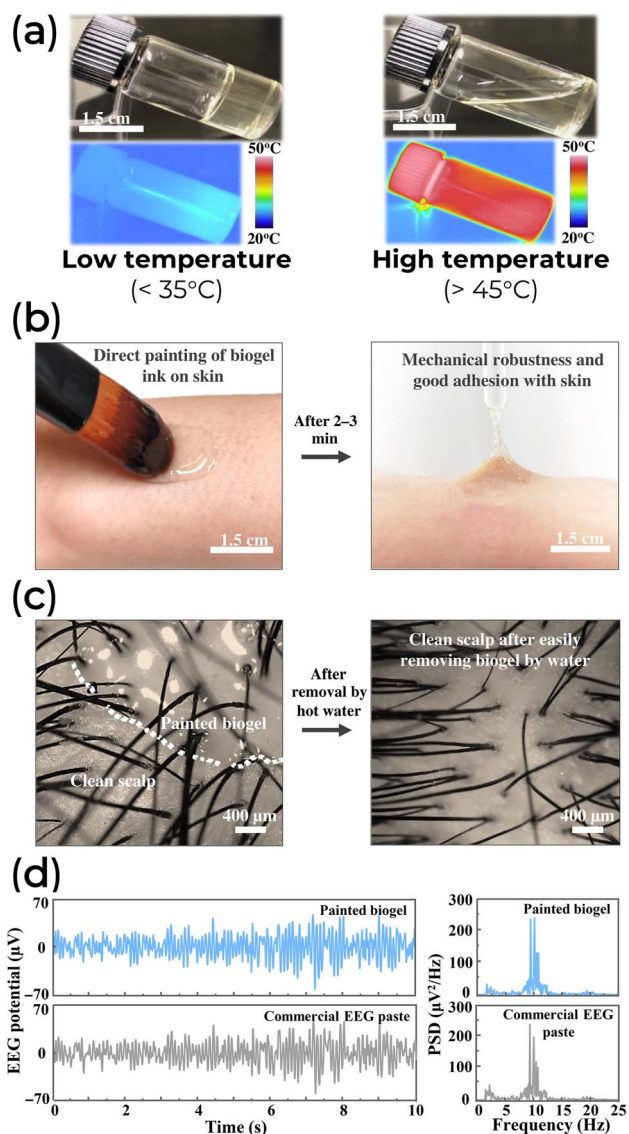 (a)
1.5 cm
1.5 cm
50°C
20°C
50°C
20°C
Low temperature
(< 35°C)
High temperature
(> 45°C)
(b)
Direct painting of biogel
ink on skin
1.5 cm
After 2–3
min
Mechanical robustness and
good adhesion with skin
1.5 cm
(c)
Painted biogel
Clean scalp
400 μm
After
removal by
hot water
Clean scalp after easily
removing biogel by water
400 μm
(d)
EEG potential (μV)
70
0
−70
Painted biogel
70
0
−70
Commercial EEG paste
0 2 4 6 8 10
Time (s)
PSD (μV²/Hz)
300
200
100
0
Painted biogel
300
200
100
0
Commercial EEG
paste
0 5 10 15 20 25
Frequency (Hz)